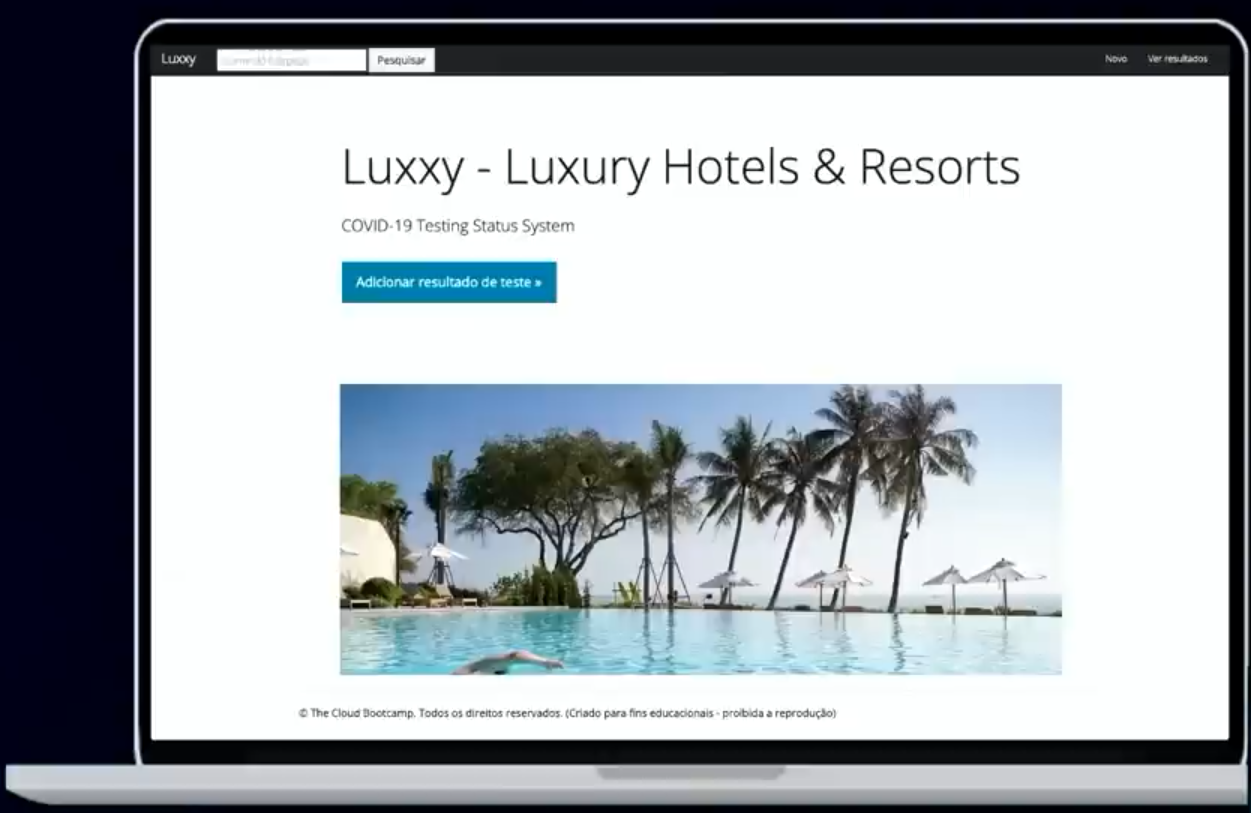 Luxxy
Pesquisar
Novo
Ver resultados
Luxxy - Luxury Hotels & Resorts
COVID-19 Testing Status System
Adicionar resultado de teste »
© The Cloud Bootcamp. Todos os direitos reservados. (Criado para fins educacionais - proibida a reprodução)